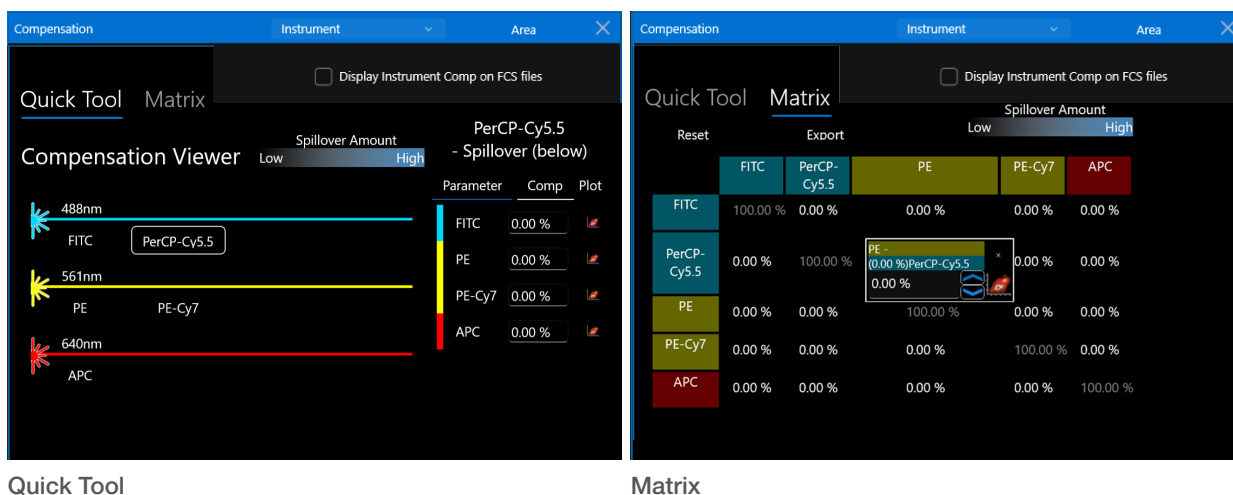 Compensation Instrument Area
Display Instrument Comp on FCS files
Quick Tool Matrix
Compensation Viewer
Spillover Amount
Low High
PerCP-Cy5.5
- Spillover (below)
Parameter Comp Plot
488nm
FITC PerCP-Cy5.5
561nm
PE PE-Cy7
640nm
APC
FITC 0.00 %
PE 0.00 %
PE-Cy7 0.00 %
APC 0.00 %
Quick Tool
Compensation Instrument Area
Display Instrument Comp on FCS files
Quick Tool Matrix
Spillover Amount
Low High
Reset Export
FITC PerCP-Cy5.5 PE PE-Cy7 APC
FITC 100.00 % 0.00 % 0.00 % 0.00 % 0.00 %
PerCP-Cy5.5 0.00 % 100.00 % 0.00 % 0.00 %
PE -
(0.00 %)PerCP-Cy5.5
0.00 %
PE 0.00 % 0.00 % 100.00 % 0.00 % 0.00 %
PE-Cy7 0.00 % 0.00 % 0.00 % 100.00 % 0.00 %
APC 0.00 % 0.00 % 0.00 % 0.00 % 100.00 %
Matrix